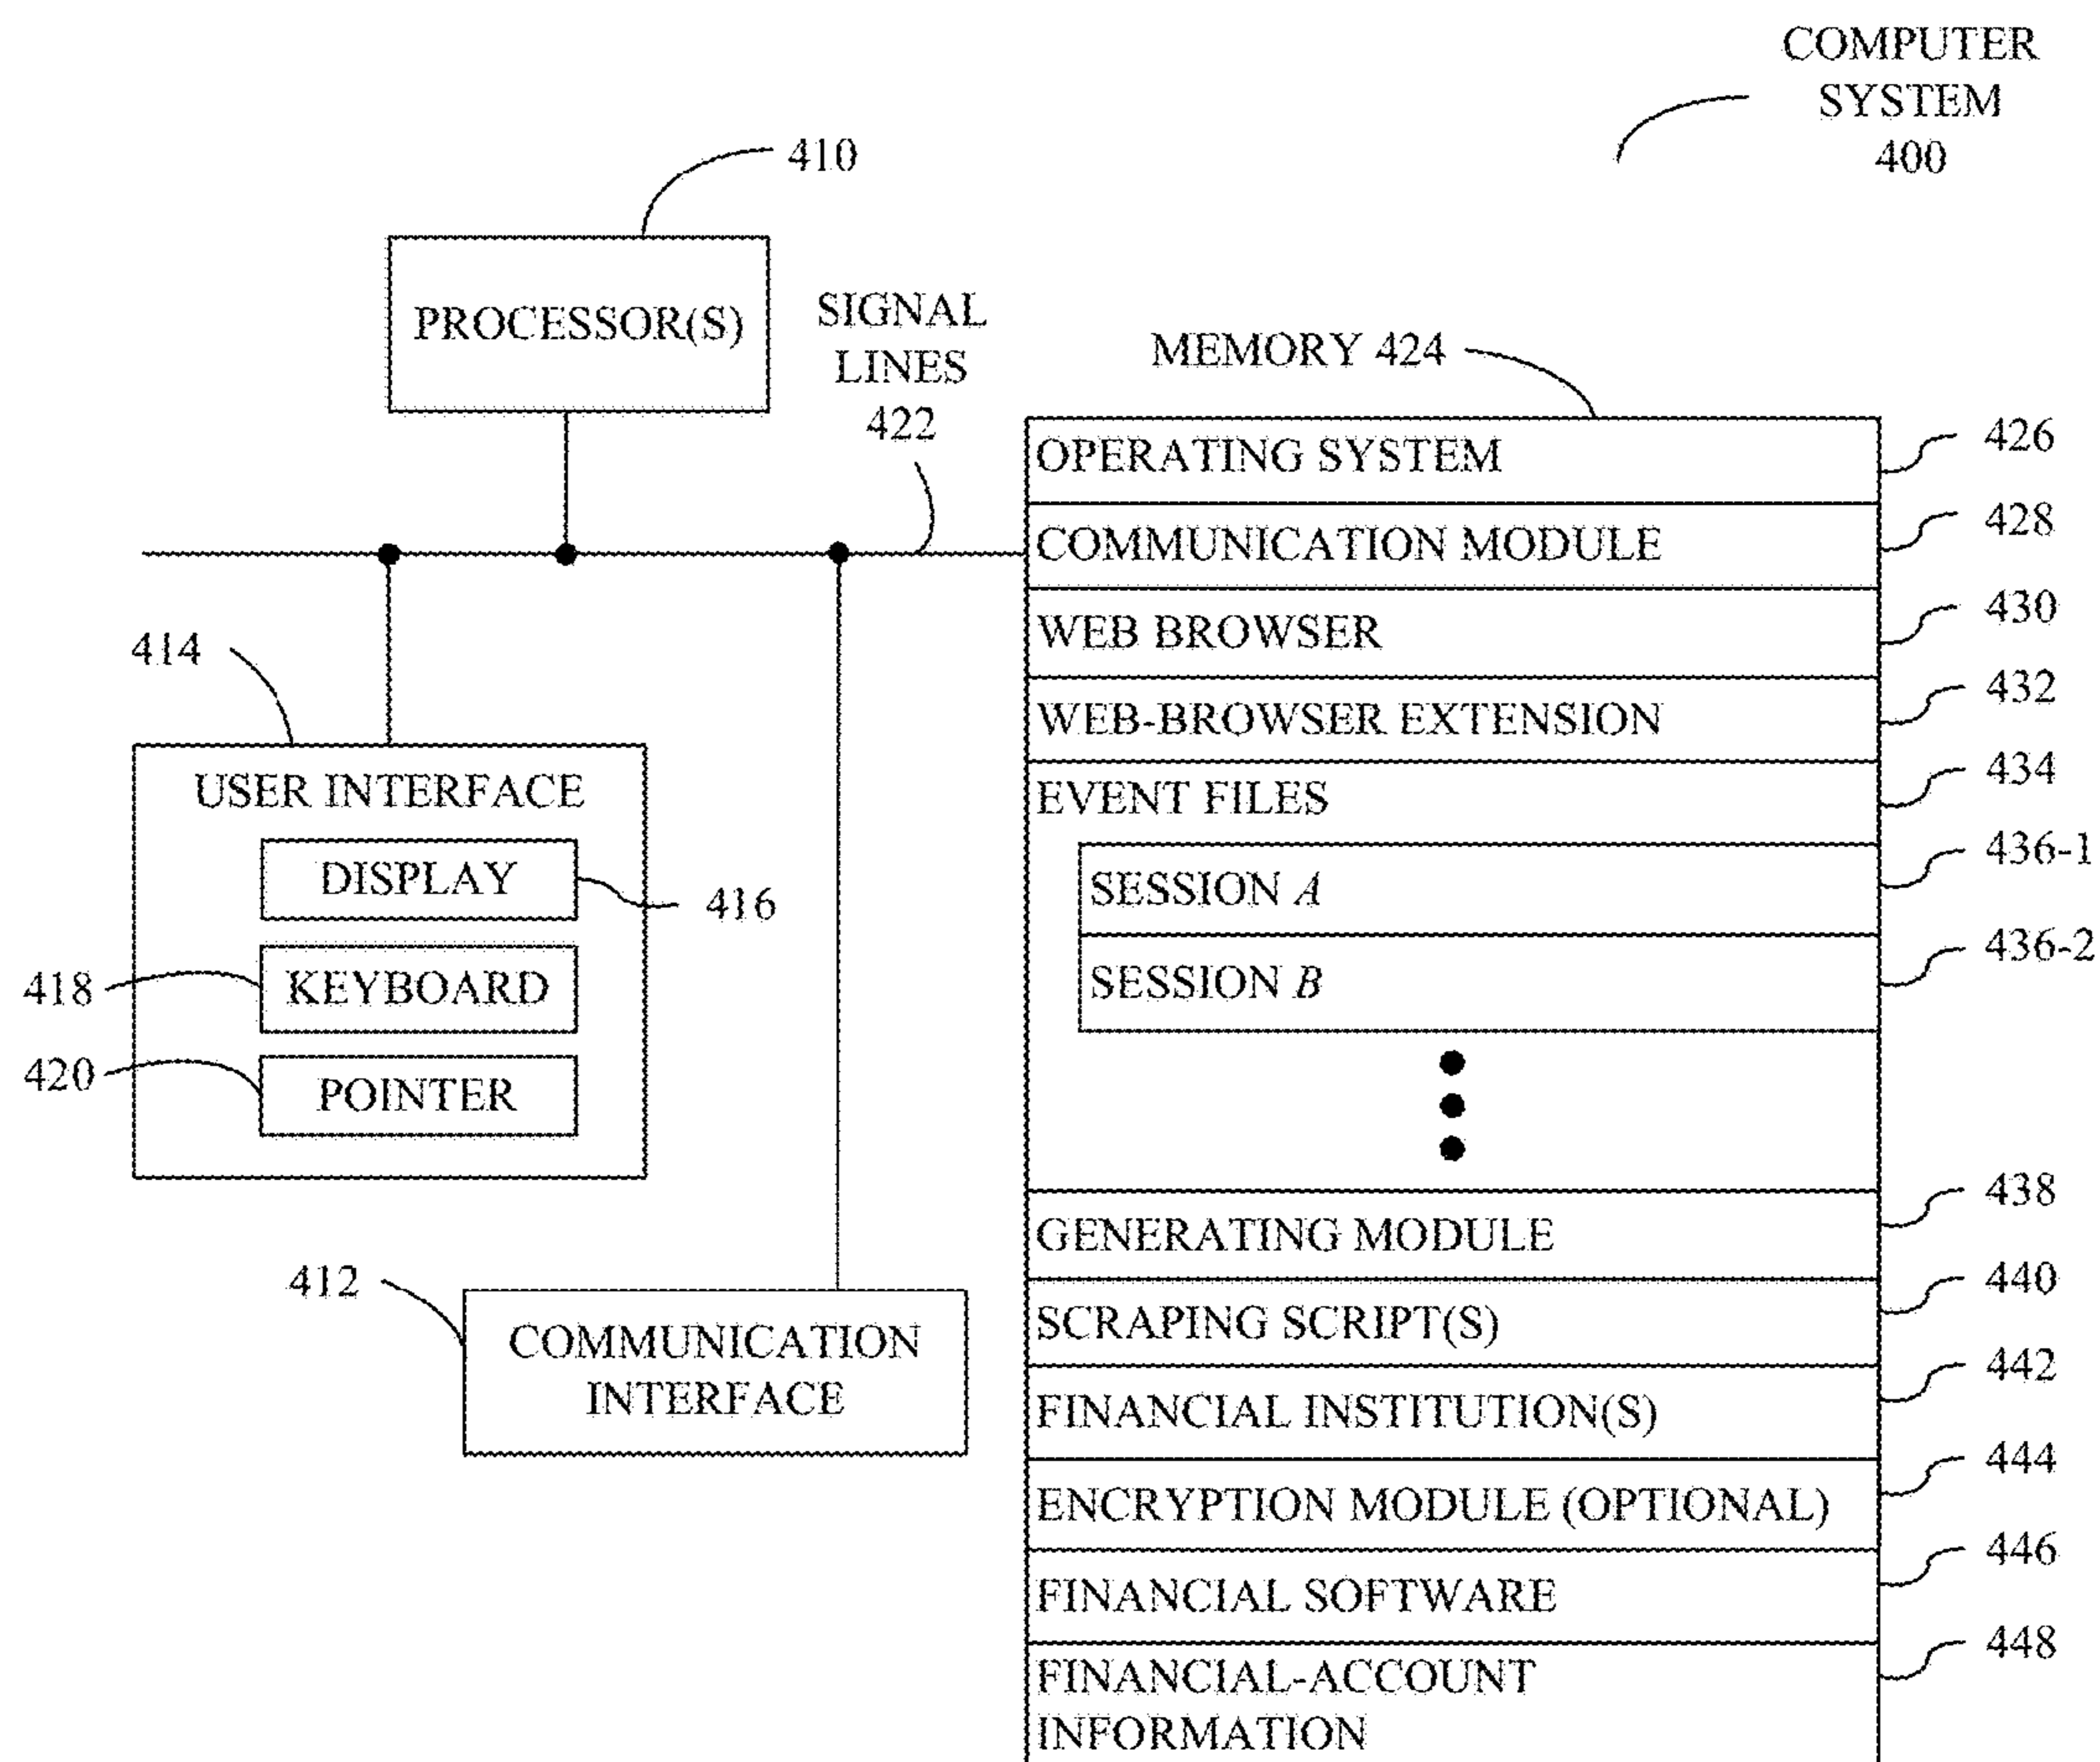 COMPUTER
SYSTEM
400
410
PROCESSOR(S)
SIGNAL
LINES
422
MEMORY 424
OPERATING SYSTEM
426
COMMUNICATION MODULE
428
WEB BROWSER
430
WEB-BROWSER EXTENSION
432
EVENT FILES
434
SESSION A
436-1
SESSION B
436-2
GENERATING MODULE
438
SCRAPING SCRIPT(S)
440
FINANCIAL INSTITUTION(S)
442
ENCRYPTION MODULE (OPTIONAL)
444
FINANCIAL SOFTWARE
446
FINANCIAL-ACCOUNT
INFORMATION
448
414
USER INTERFACE
DISPLAY
416
KEYBOARD
418
POINTER
420
412
COMMUNICATION
INTERFACE